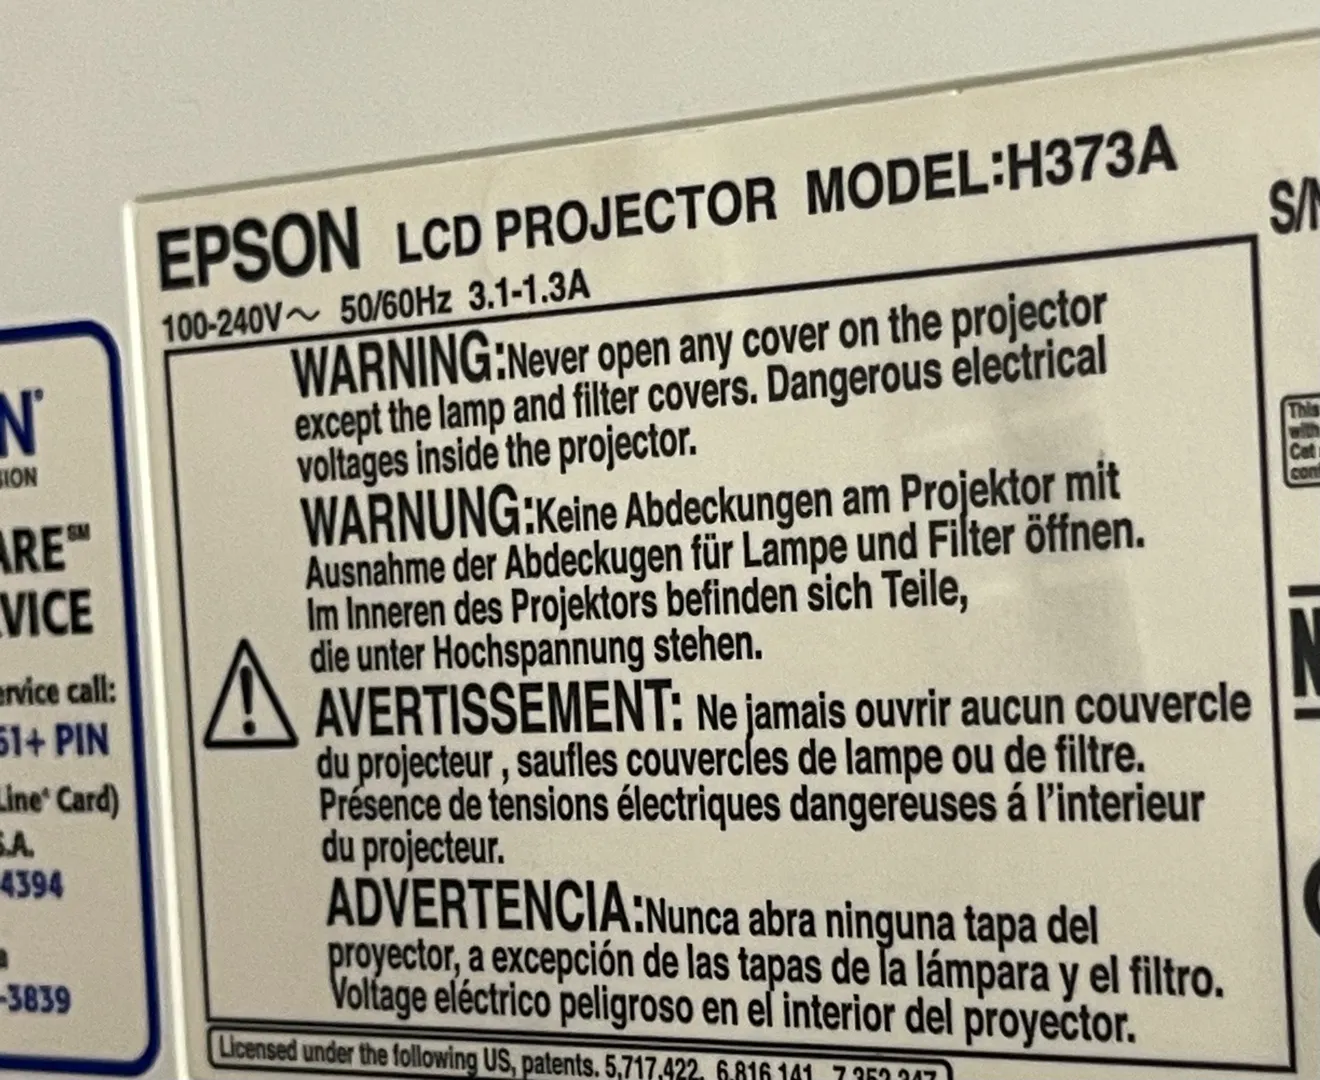 EPSON LCD PROJECTOR MODEL:H373A
100-240V～ 50/60Hz 3.1-1.3A
WARNING:Never open any cover on the projector
except the lamp and filter covers. Dangerous electrical
voltages inside the projector.
WARNUNG:Keine Abdeckungen am Projektor mit
Ausnahme der Abdeckugen für Lampe und Filter öffnen.
Im Inneren des Projektors befinden sich Teile,
die unter Hochspannung stehen.
AVERTISSEMENT: Ne jamais ouvrir aucun couvercle
du projecteur , saufles couvercles de lampe ou de filtre.
Présence de tensions électriques dangereuses á l'interieur
du projecteur.
ADVERTENCIA:Nunca abra ninguna tapa del
proyector, a excepción de las tapas de la lámpara y el filtro.
Voltage eléctrico peligroso en el interior del proyector.
Licensed under the following US, patents. 5,717,422, 6,816,141, 7,352,347
call:
61+ PIN
Card)
4394
-3839
S/N
This
with